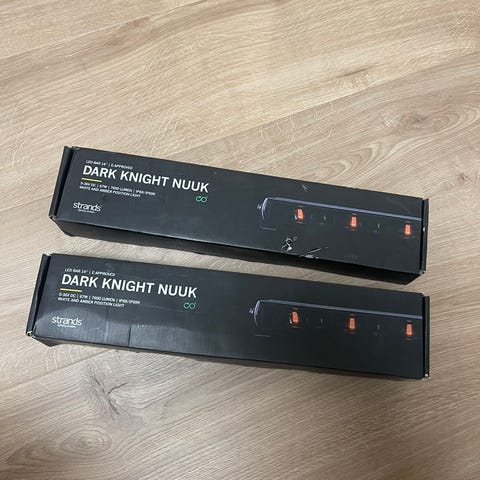 LED BAR 14" | E APPROVED
DARK KNIGHT NUUK
9-36V DC | 67W | 7600 LUMEN | IP68/IP69K
WHITE AND AMBER POSITION LIGHT
strands
LED BAR 14" | E APPROVED
DARK KNIGHT NUUK
9-36V DC | 67W | 7600 LUMEN | IP68/IP69K
WHITE AND AMBER POSITION LIGHT
strands